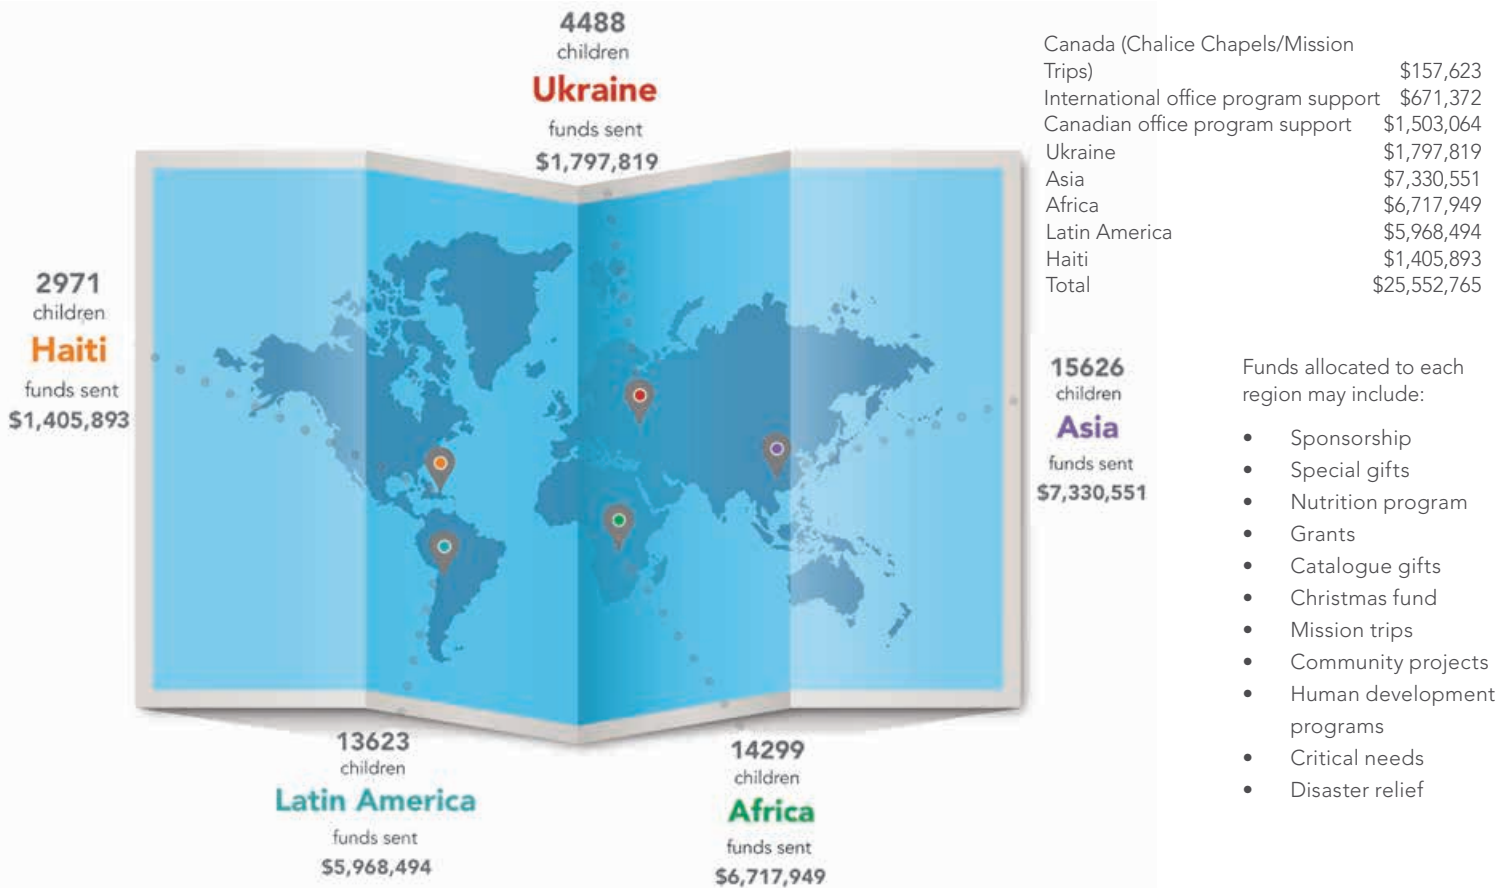 4488
children
Ukraine
funds sent
$1,797,819
2971
children
Haiti
funds sent
$1,405,893
13623
children
Latin America
funds sent
$5,968,494
14299
children
Africa
funds sent
$6,717,949
15626
children
Asia
funds sent
$7,330,551
Canada (Chalice Chapels/Mission
Trips) $157,623
International office program support $671,372
Canadian office program support $1,503,064
Ukraine $1,797,819
Asia $7,330,551
Africa $6,717,949
Latin America $5,968,494
Haiti $1,405,893
Total $25,552,765
Funds allocated to each
region may include:
• Sponsorship
• Special gifts
• Nutrition program
• Grants
• Catalogue gifts
• Christmas fund
• Mission trips
• Community projects
• Human development
programs
• Critical needs
• Disaster relief